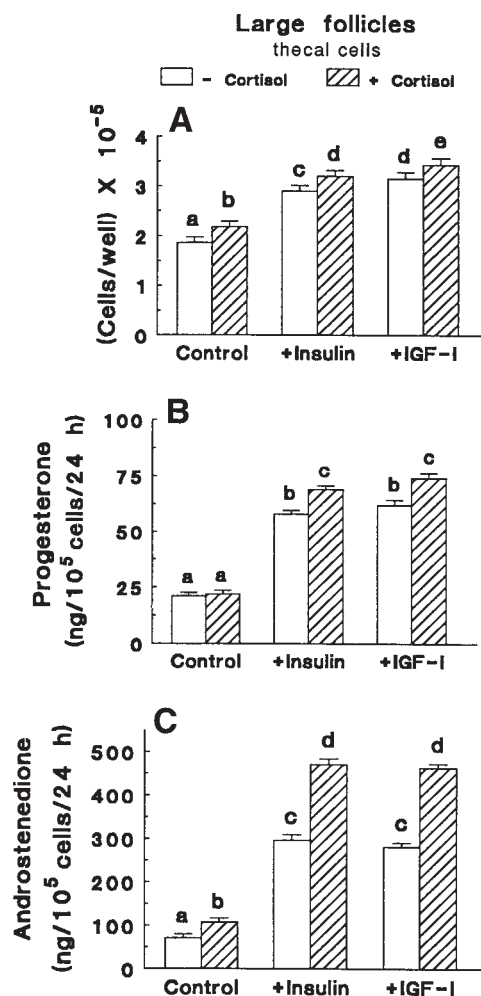 Large follicles
thecal cells
− Cortisol + Cortisol
A
(Cells/well) X 10⁻⁵
4
3
2
1
0
a b c d d e
Control +Insulin +IGF-I
B
Progesterone
(ng/10⁵ cells/24 h)
100
75
50
25
0
a a b c b c
Control +Insulin +IGF-I
C
Androstenedione
(ng/10⁵ cells/24 h)
500
400
300
200
100
0
a b c d c d
Control +Insulin +IGF-I